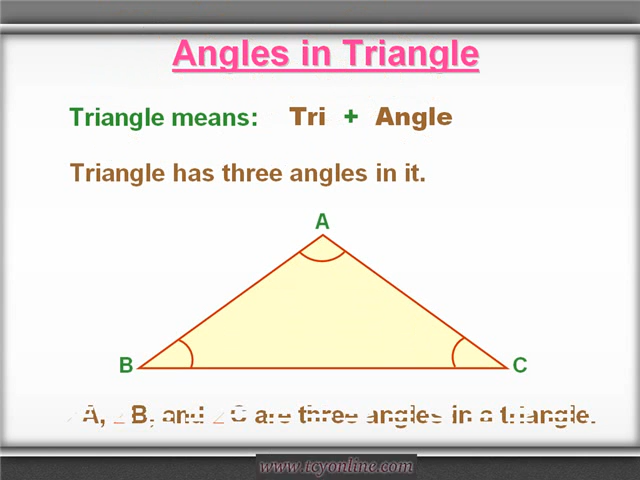 Angles in Triangle
Triangle means: Tri + Angle
Triangle has three angles in it.
A
B
C
∠A, ∠B, and ∠C are three angles in a triangle.
www.tcyonline.com